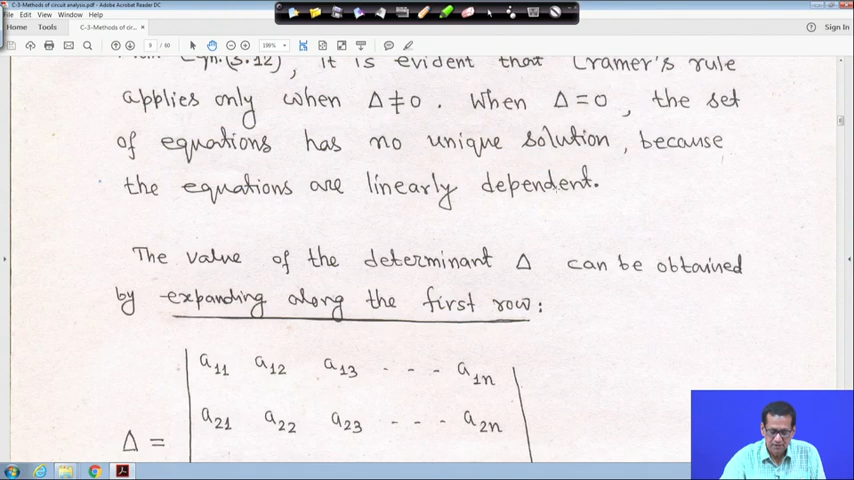 C-3-Methods of circuit analysis.pdf - Adobe Acrobat Reader DC
File Edit View Window Help
Home Tools C-3-Methods of circ... × Sign In
9 / 60
(3.12), it is evident that Cramer's rule
applies only when Δ ≠ 0. When Δ = 0, the set
of equations has no unique solution, because
the equations are linearly dependent.
The value of the determinant Δ can be obtained
by expanding along the first row:
a11 a12 a13 - - - a1n
a21 a22 a23 - - - a2n
Δ =